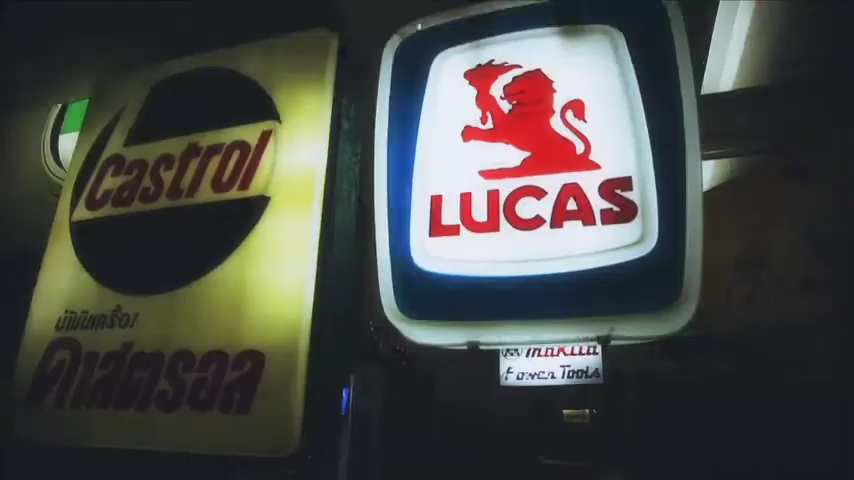 Castrol
น้ำมันเครื่อง
คาสตรอล
LUCAS
makita
Power Tools